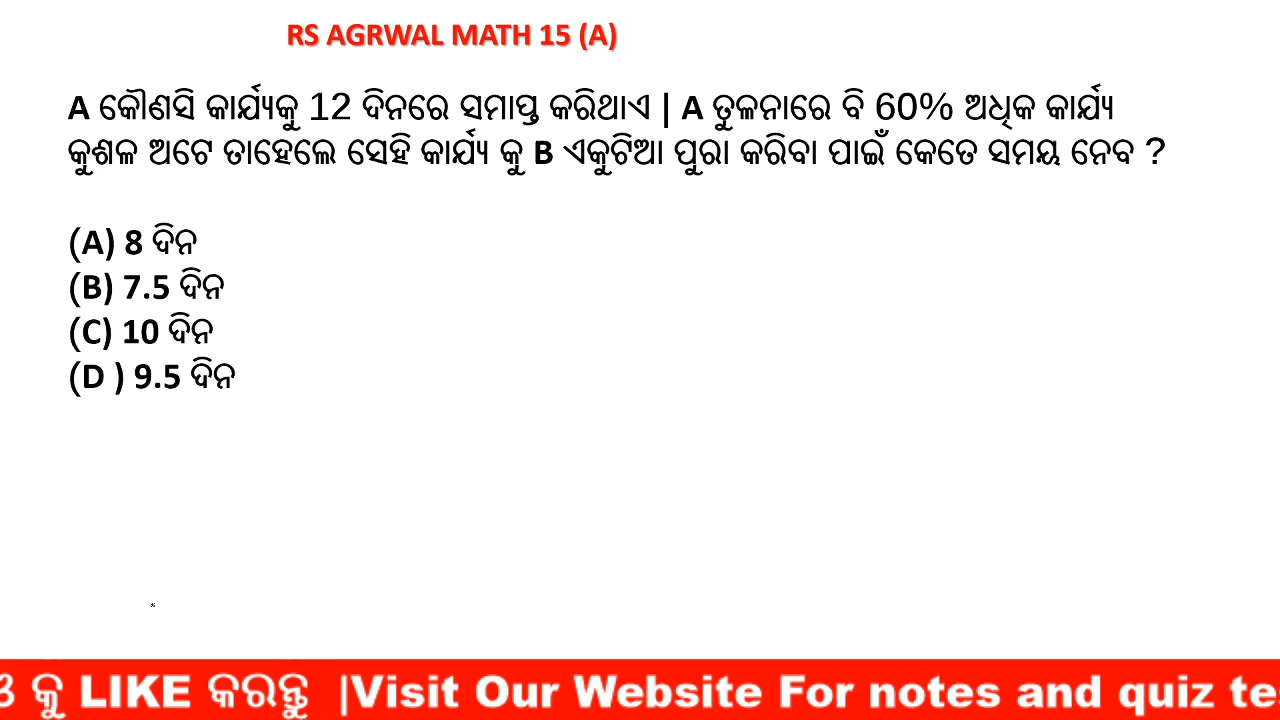 RS AGRWAL MATH 15 (A)
A କୌଣସି କାର୍ଯ୍ୟକୁ 12 ଦିନରେ ସମାପ୍ତ କରିଥାଏ | A ତୁଳନାରେ ବି 60% ଅଧିକ କାର୍ଯ୍ୟ
କୁଶଳ ଅଟେ ତାହେଲେ ସେହି କାର୍ଯ୍ୟ କୁ B ଏକୁଟିଆ ପୁରା କରିବା ପାଇଁ କେତେ ସମୟ ନେବ ?
(A) 8 ଦିନ
(B) 7.5 ଦିନ
(C) 10 ଦିନ
(D ) 9.5 ଦିନ
କୁ LIKE କରନ୍ତୁ |Visit Our Website For notes and quiz te